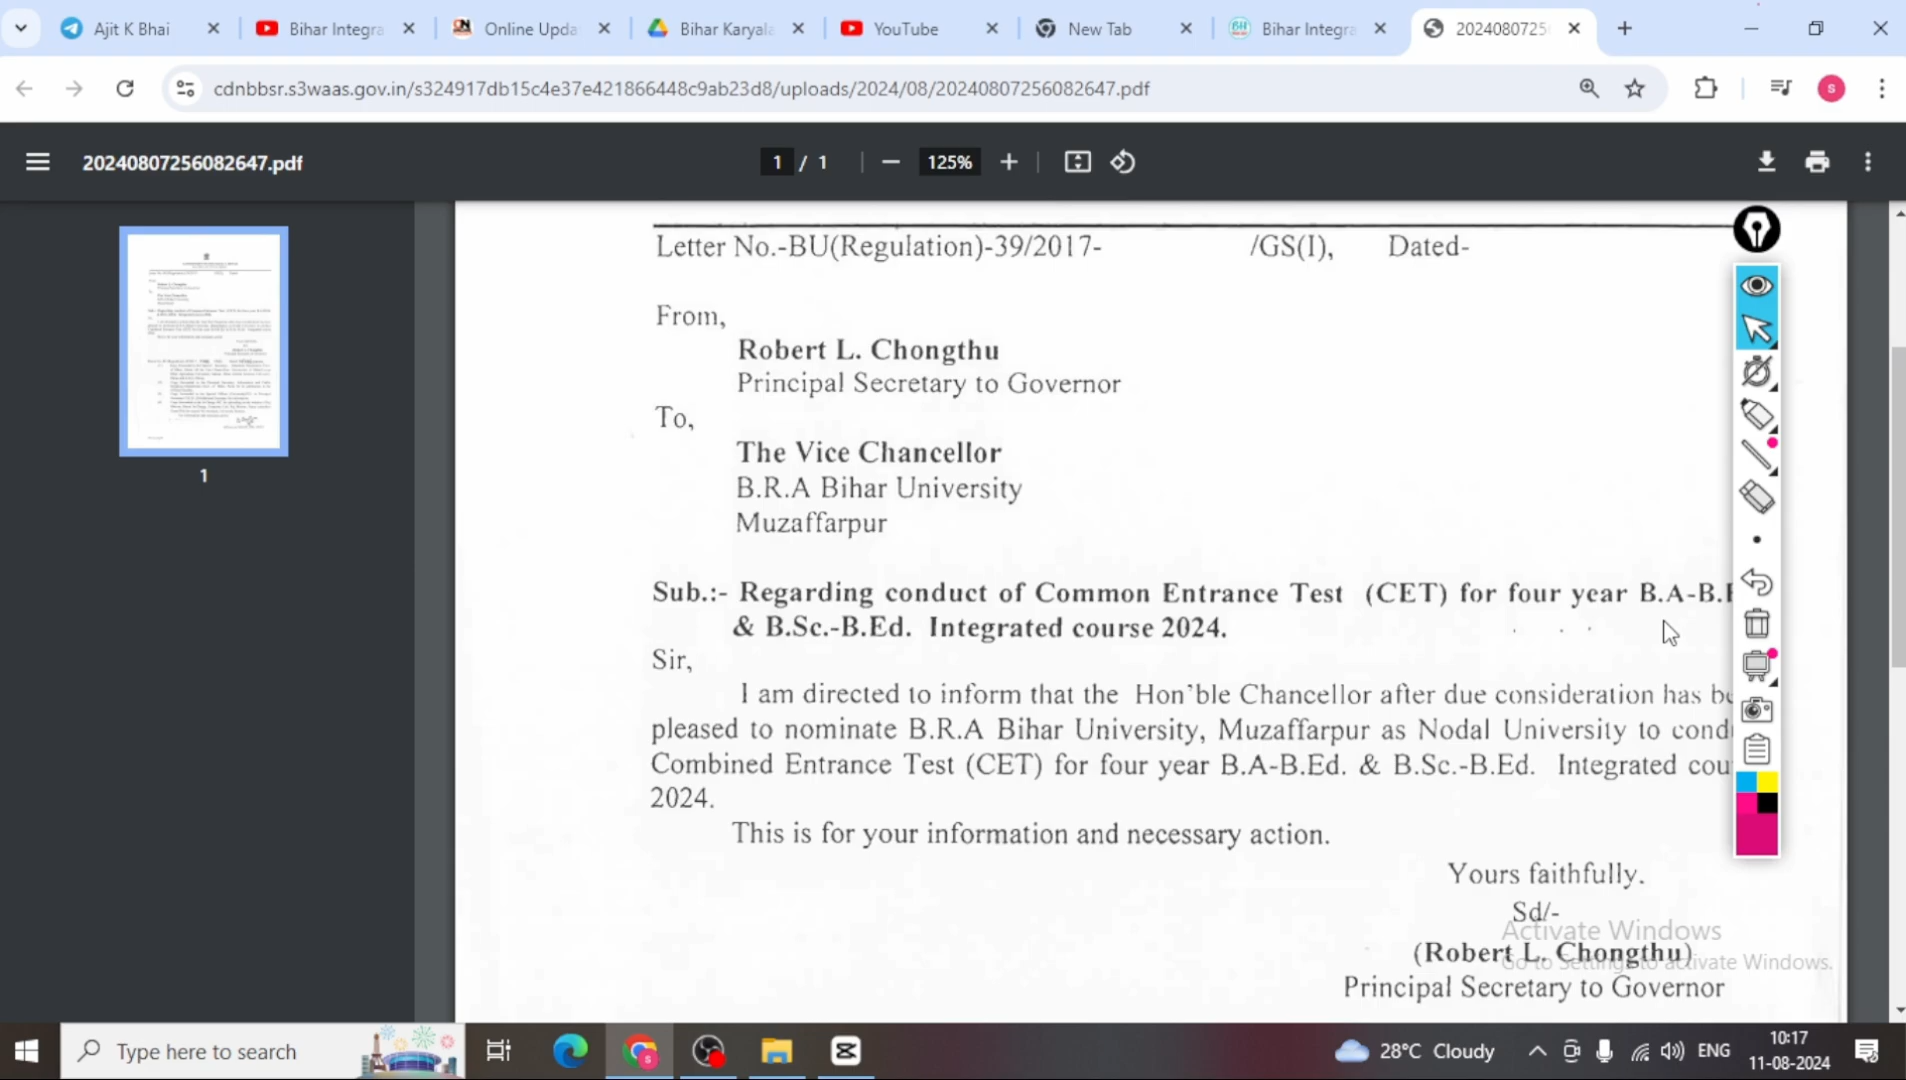 Ajit K Bhai
Bihar Integra
Online Upda
Bihar Karyala
YouTube
New Tab
Bihar Integra
2024080725
cdnbbsr.s3waas.gov.in/s324917db15c4e37e421866448c9ab23d8/uploads/2024/08/20240807256082647.pdf
S
20240807256082647.pdf
1 / 1
125%
Letter No.-BU(Regulation)-39/2017- /GS(I), Dated-
From,
Robert L. Chongthu
Principal Secretary to Governor
To,
The Vice Chancellor
B.R.A Bihar University
Muzaffarpur
1
Sub.:- Regarding conduct of Common Entrance Test (CET) for four year B.A-B.
& B.Sc.-B.Ed. Integrated course 2024.
Sir,
I am directed to inform that the Hon'ble Chancellor after due consideration has be
pleased to nominate B.R.A Bihar University, Muzaffarpur as Nodal University to cond
Combined Entrance Test (CET) for four year B.A-B.Ed. & B.Sc.-B.Ed. Integrated cou
2024.
This is for your information and necessary action.
Yours faithfully.
Sd/-
Activate Windows
(Robert L. Chongthu)
Go to Settings to activate Windows.
Principal Secretary to Governor
Type here to search
28°C Cloudy
ENG
10:17
11-08-2024